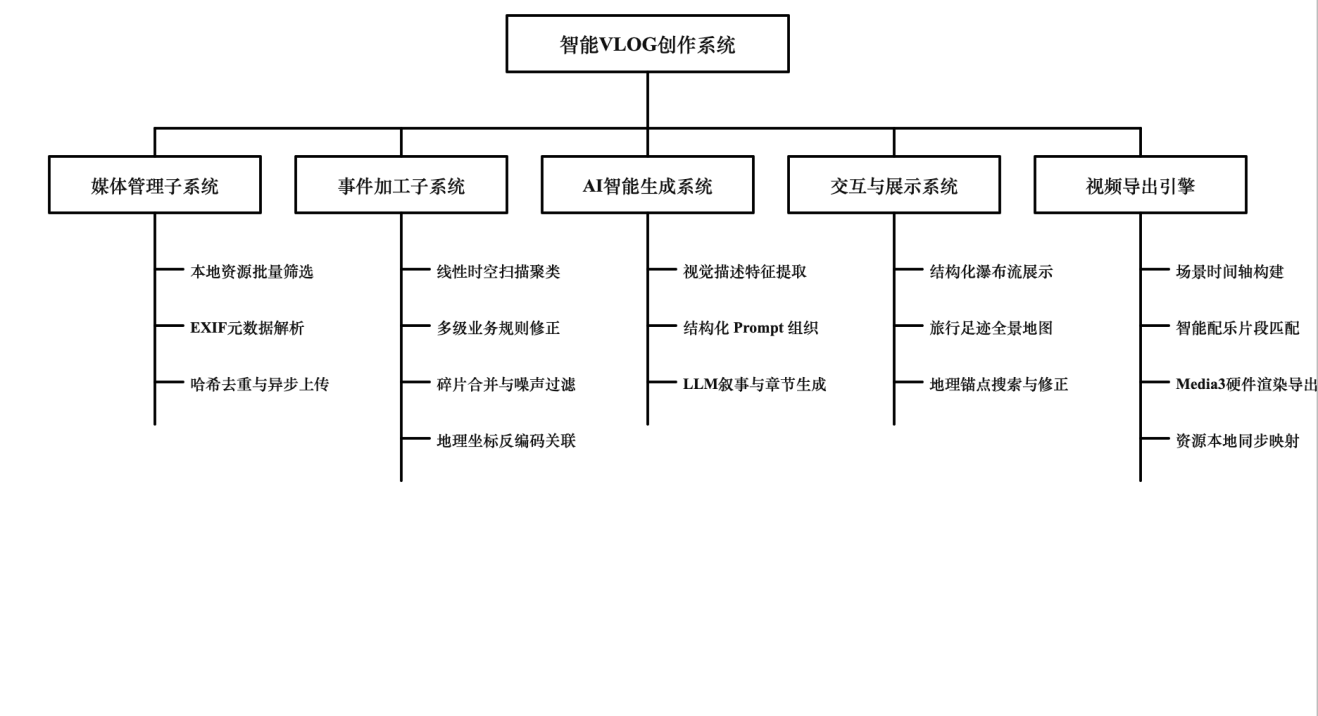 智能VLOG创作系统
媒体管理子系统
事件加工子系统
AI智能生成系统
交互与展示系统
视频导出引擎
本地资源批量筛选
EXIF元数据解析
哈希去重与异步上传
线性时空扫描聚类
多级业务规则修正
碎片合并与噪声过滤
地理坐标反编码关联
视觉描述特征提取
结构化 Prompt 组织
LLM叙事与章节生成
结构化瀑布流展示
旅行足迹全景地图
地理锚点搜索与修正
场景时间轴构建
智能配乐片段匹配
Media3硬件渲染导出
资源本地同步映射